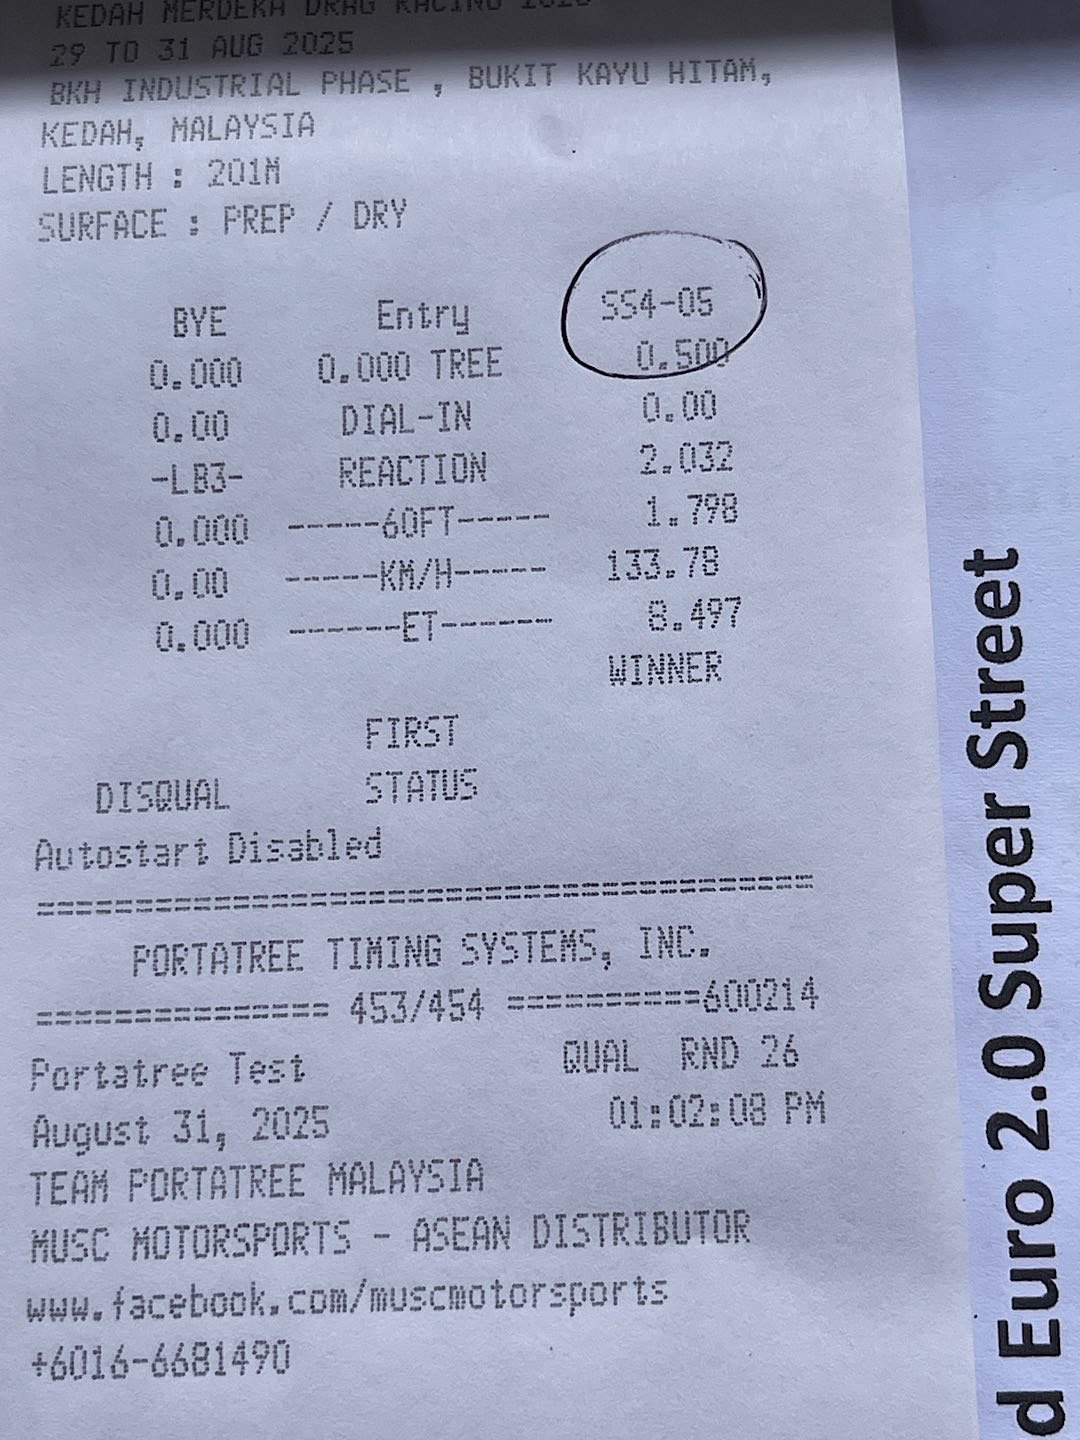 KEDAH MERDEKA DRAG RACING 2025
29 TO 31 AUG 2025
BKH INDUSTRIAL PHASE , BUKIT KAYU HITAM,
KEDAH, MALAYSIA
LENGTH : 201M
SURFACE : PREP / DRY
BYE Entry SS4-05
0.000 0.000 TREE 0.500
0.00 DIAL-IN 0.00
-LB3- REACTION 2.032
0.000 -----60FT----- 1.798
0.00 -----KM/H----- 133.78
0.000 ------ET------ 8.497
WINNER
FIRST
DISQUAL STATUS
Autostart Disabled
========================================
PORTATREE TIMING SYSTEMS, INC.
=============== 453/454 ==========600214
Portatree Test QUAL RND 26
August 31, 2025 01:02:08 PM
TEAM PORTATREE MALAYSIA
MUSC MOTORSPORTS - ASEAN DISTRIBUTOR
www.facebook.com/muscmotorsports
+6016-6681490
d Euro 2.0 Super Street